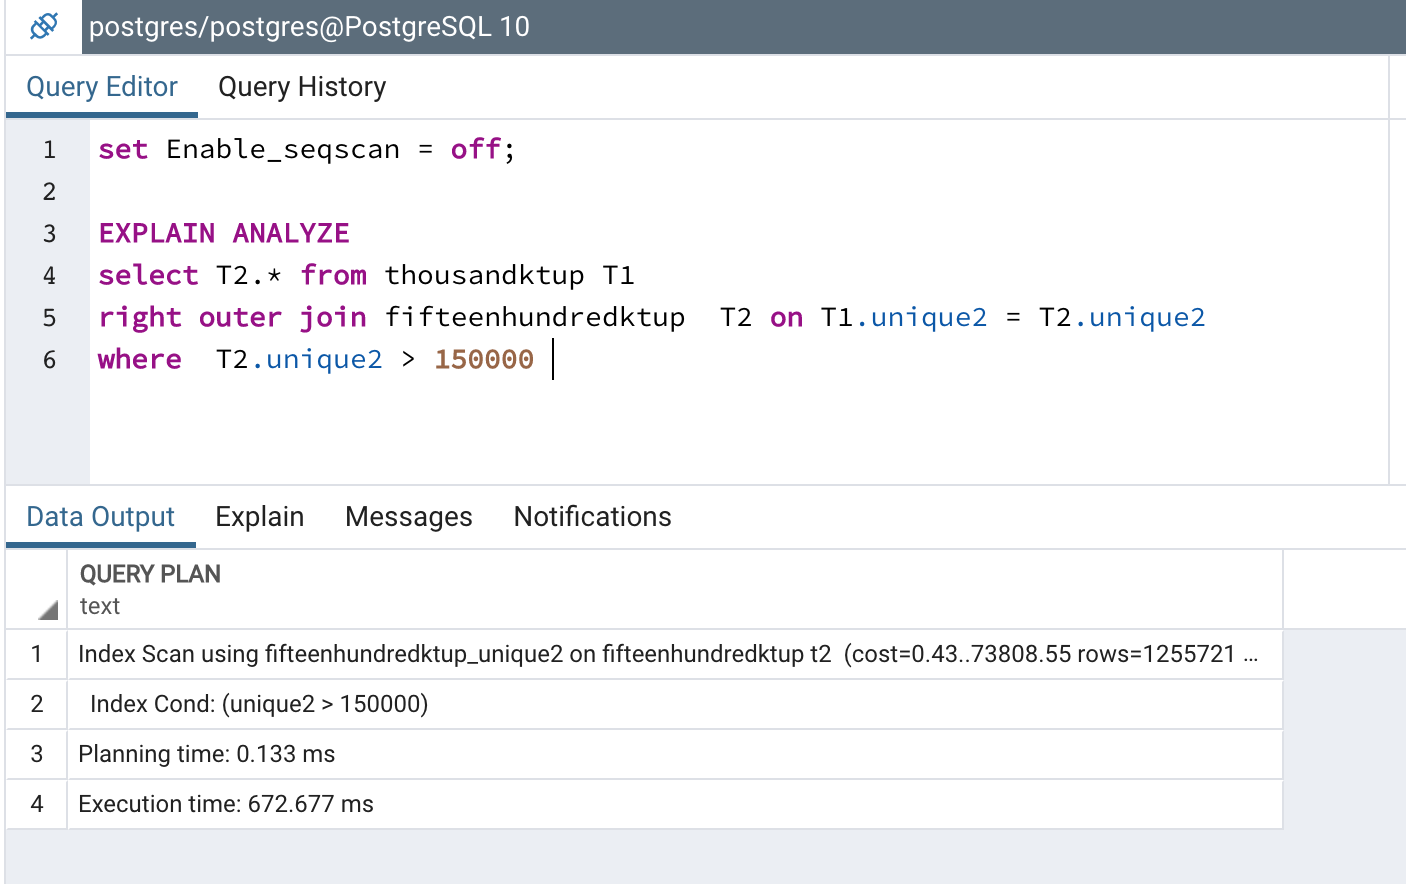 postgres/postgres@PostgreSQL 10
Query Editor Query History
1 set Enable_seqscan = off;
2
3 EXPLAIN ANALYZE
4 select T2.* from thousandktup T1
5 right outer join fifteenhundredktup  T2 on T1.unique2 = T2.unique2
6 where  T2.unique2 > 150000
Data Output Explain Messages Notifications
QUERY PLAN
text
1 Index Scan using fifteenhundredktup_unique2 on fifteenhundredktup t2  (cost=0.43..73808.55 rows=1255721 ...
2 Index Cond: (unique2 > 150000)
3 Planning time: 0.133 ms
4 Execution time: 672.677 ms